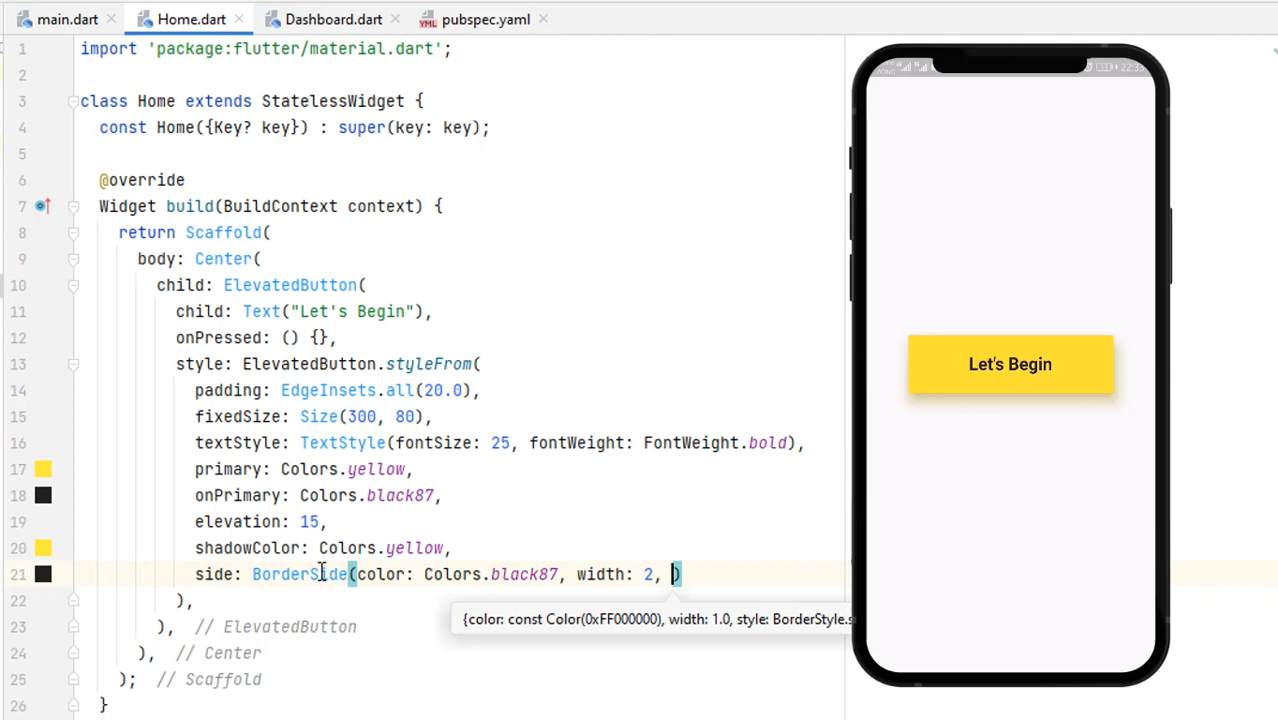 main.dart
Home.dart
Dashboard.dart
YML pubspec.yaml
1 import 'package:flutter/material.dart';
2
3 class Home extends StatelessWidget {
4 const Home({Key? key}) : super(key: key);
5
6 @override
7 Widget build(BuildContext context) {
8 return Scaffold(
9 body: Center(
10 child: ElevatedButton(
11 child: Text("Let's Begin"),
12 onPressed: () {},
13 style: ElevatedButton.styleFrom(
14 padding: EdgeInsets.all(20.0),
15 fixedSize: Size(300, 80),
16 textStyle: TextStyle(fontSize: 25, fontWeight: FontWeight.bold),
17 primary: Colors.yellow,
18 onPrimary: Colors.black87,
19 elevation: 15,
20 shadowColor: Colors.yellow,
21 side: BorderSide(color: Colors.black87, width: 2, )
22 ),
{color: const Color(0xFF000000), width: 1.0, style: BorderStyle.s
23 ), // ElevatedButton
24 ), // Center
25 ); // Scaffold
26 }
Let's Begin